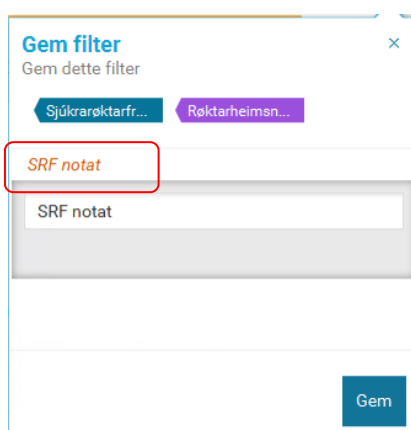 Gem filter
×
Gem dette filter
Sjúkrarøktarfr... Røktarheimsn...
SRF notat
SRF notat
Gem